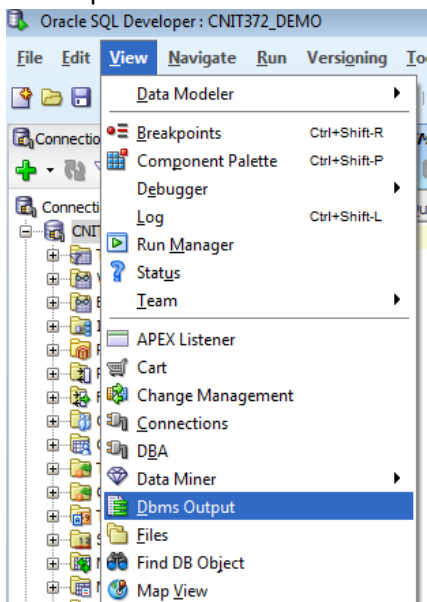 Oracle SQL Developer : CNIT372_DEMO
File Edit View Navigate Run Versioning
Data Modeler
Breakpoints Ctrl+Shift-R
Component Palette Ctrl+Shift-P
Debugger
Log Ctrl+Shift-L
Run Manager
Status
Team
APEX Listener
Cart
Change Management
Connections
DBA
Data Miner
Dbms Output
Files
Find DB Object
Map View